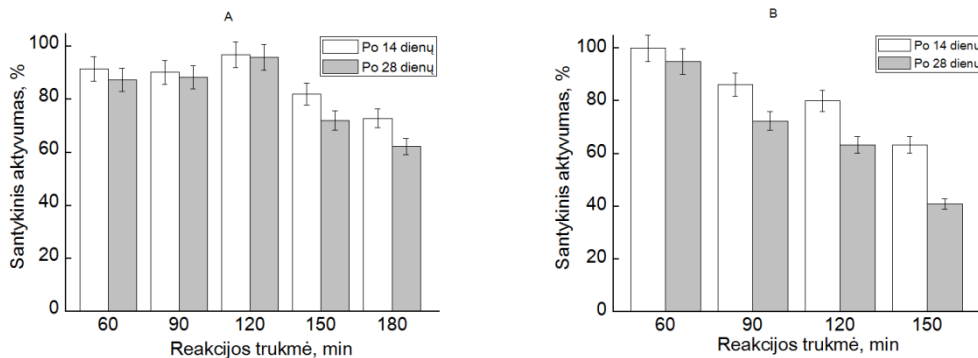 A
Santykinis aktyvumas, %
100
80
60
40
20
0
Po 14 dienų
Po 28 dienų
60 90 120 150 180
Reakcijos trukmė, min
B
Santykinis aktyvumas, %
100
80
60
40
20
0
Po 14 dienų
Po 28 dienų
60 90 120 150
Reakcijos trukmė, min